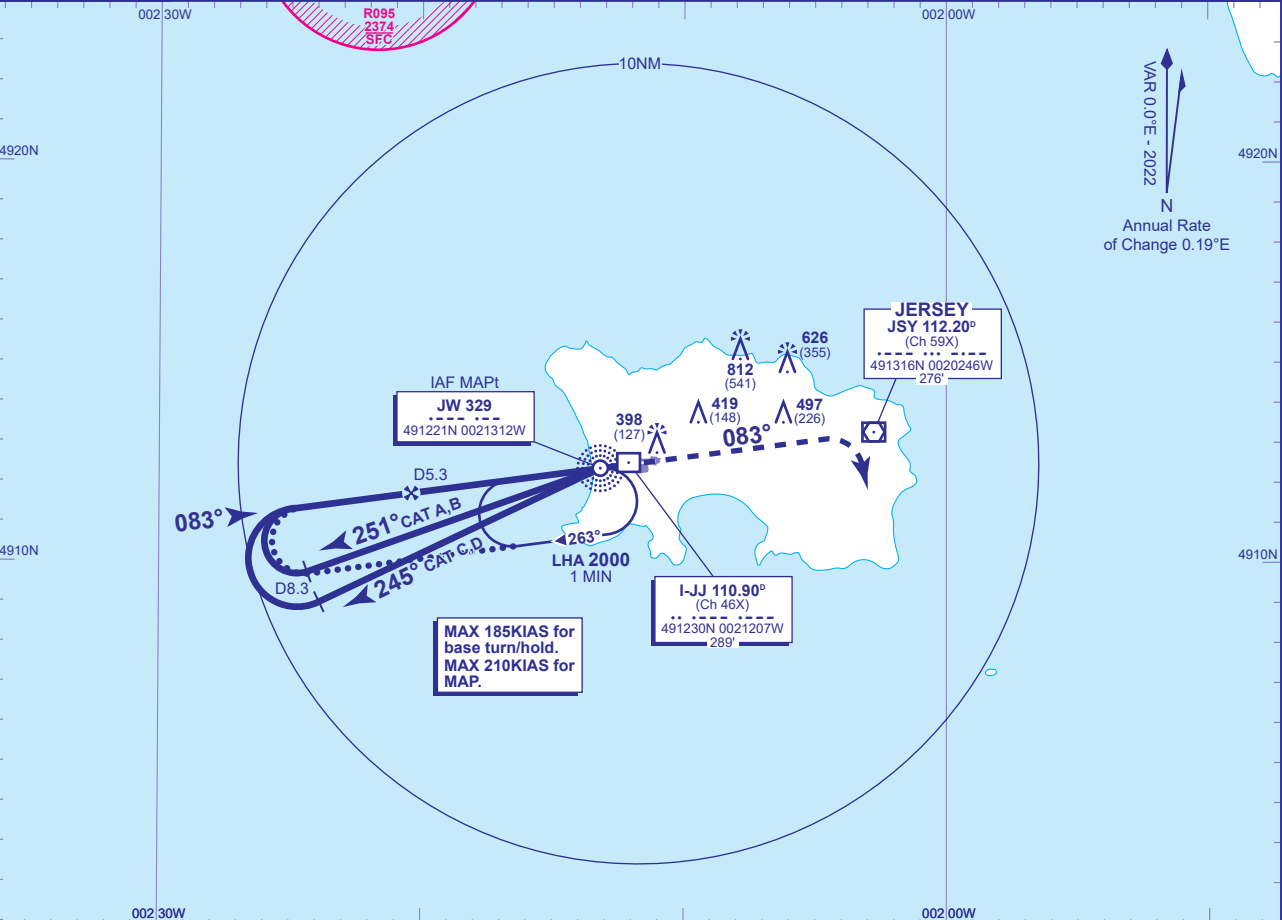 002 30W
002 00W
R095
2374
SFC
10NM
VAR 0.0°E - 2022
N
Annual Rate
of Change 0.19°E
4920N
4920N
JERSEY
JSY 112.20ᴰ
(Ch 59X)
491316N 0020246W
276'
626
(355)
812
(541)
419
(148)
497
(226)
398
(127)
083°
IAF MAPt
JW 329
491221N 0021312W
D5.3
083°
251° CAT A,B
245° CAT C,D
D8.3
263°
LHA 2000
1 MIN
4910N
4910N
I-JJ 110.90ᴰ
(Ch 46X)
491230N 0021207W
289'
MAX 185KIAS for
base turn/hold.
MAX 210KIAS for
MAP.
002 30W
002 00W